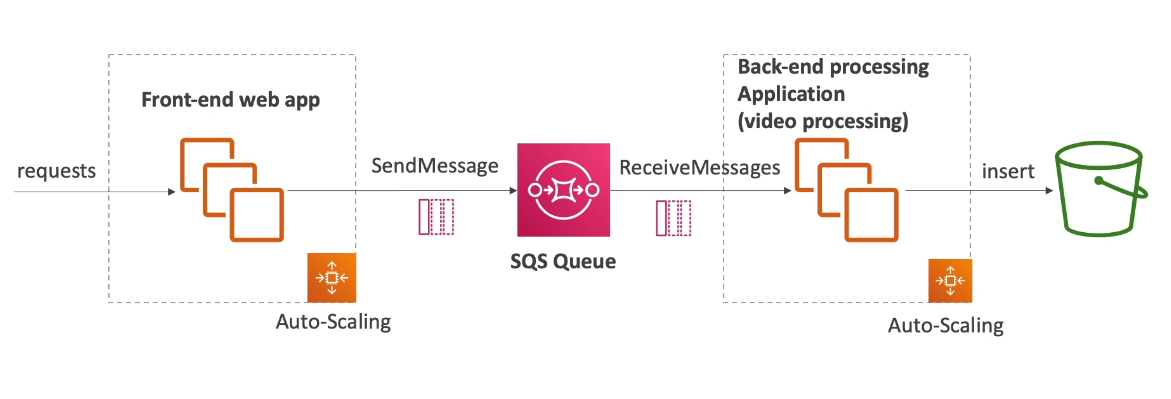 Front-end web app
requests
Auto-Scaling
SendMessage
SQS Queue
ReceiveMessages
Back-end processing
Application
(video processing)
Auto-Scaling
insert